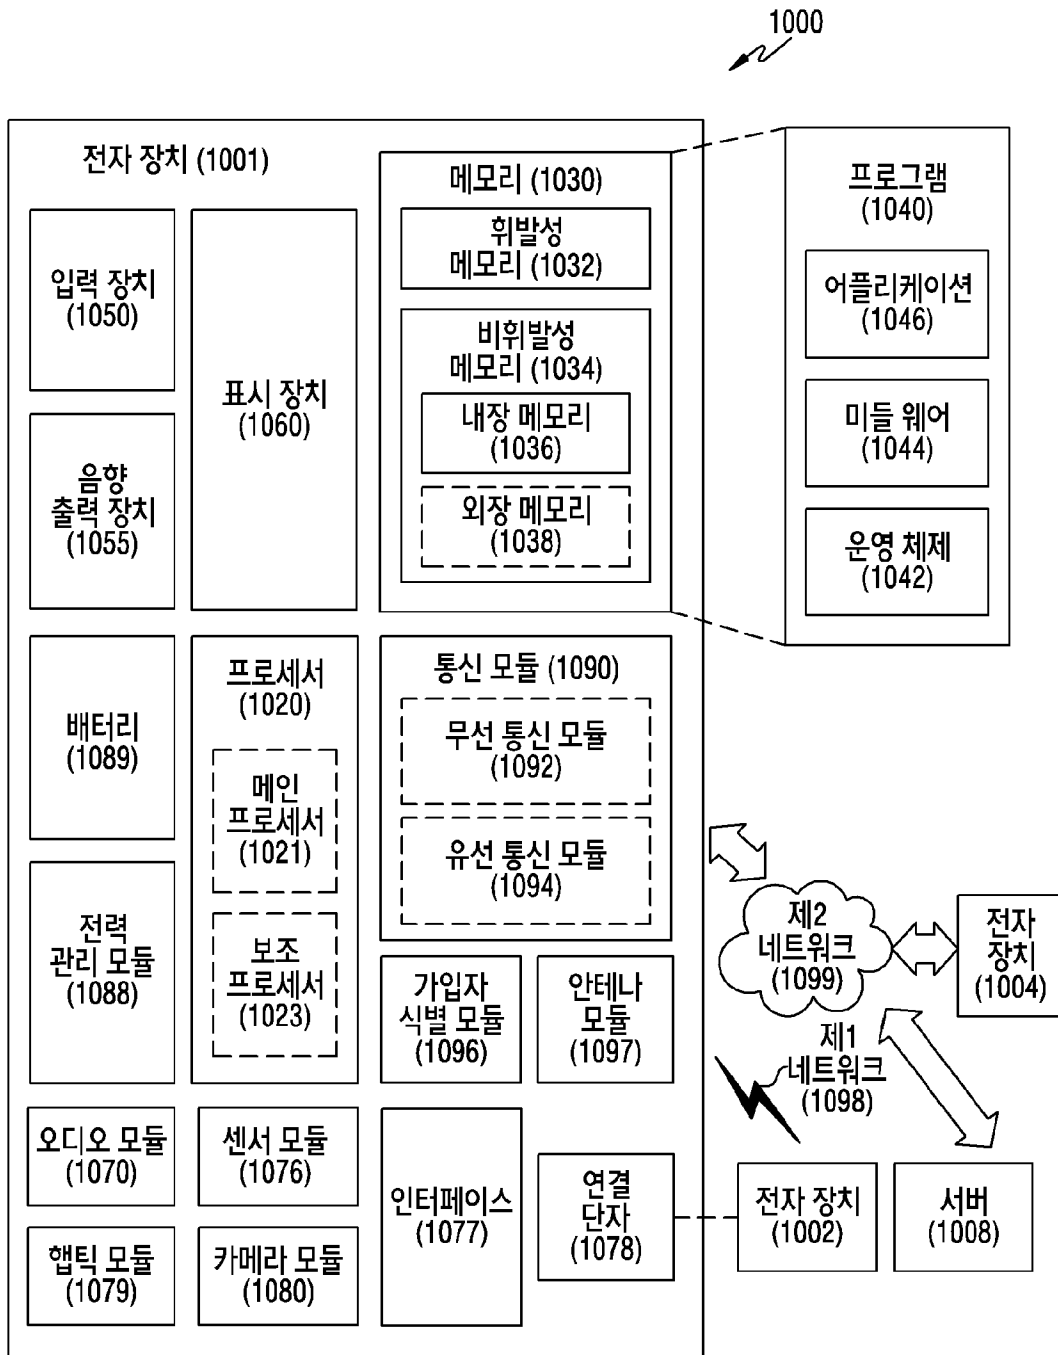 1000
전자 장치 (1001)
입력 장치
(1050)
음향
출력 장치
(1055)
표시 장치
(1060)
메모리 (1030)
휘발성
메모리 (1032)
비휘발성
메모리 (1034)
내장 메모리
(1036)
외장 메모리
(1038)
프로그램
(1040)
어플리케이션
(1046)
미들 웨어
(1044)
운영 체제
(1042)
배터리
(1089)
전력
관리 모듈
(1088)
프로세서
(1020)
메인
프로세서
(1021)
보조
프로세서
(1023)
통신 모듈 (1090)
무선 통신 모듈
(1092)
유선 통신 모듈
(1094)
가입자
식별 모듈
(1096)
안테나
모듈
(1097)
제2
네트워크
(1099)
전자
장치
(1004)
제1
네트워크
(1098)
오디오 모듈
(1070)
센서 모듈
(1076)
햅틱 모듈
(1079)
카메라 모듈
(1080)
인터페이스
(1077)
연결
단자
(1078)
전자 장치
(1002)
서버
(1008)